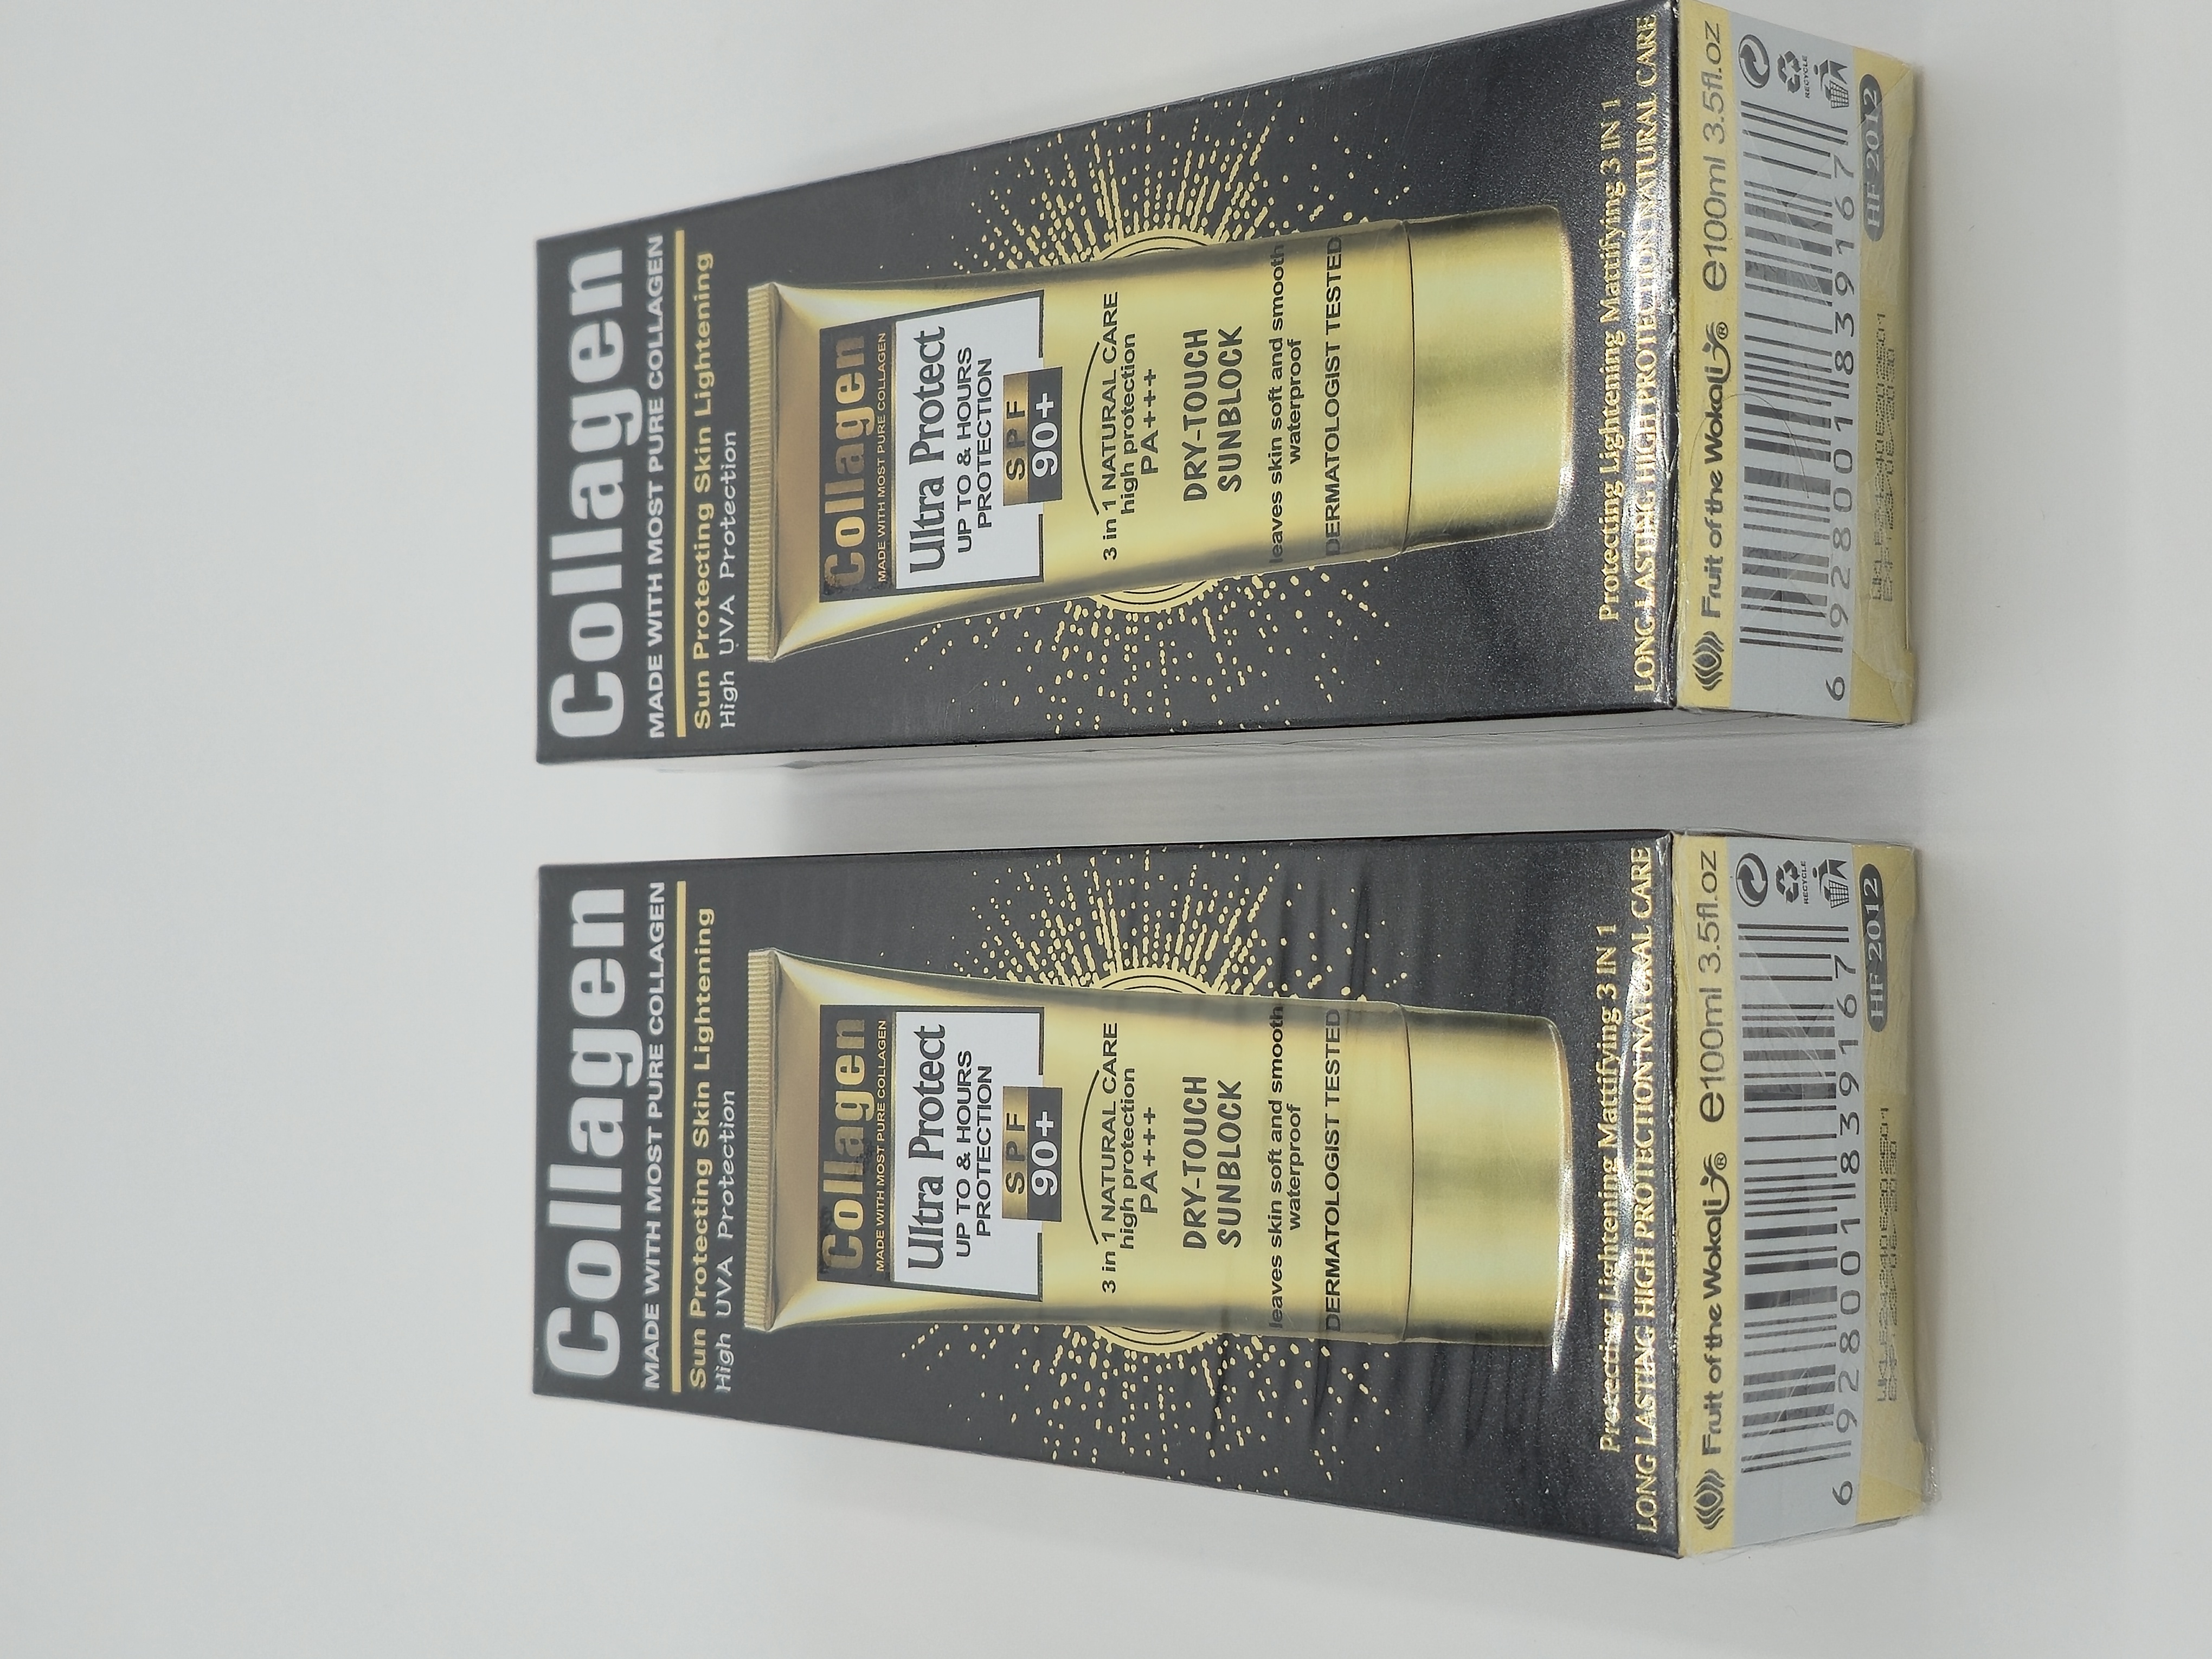 Collagen
MADE WITH MOST PURE COLLAGEN
Sun Protecting Skin Lightening
High UVA Protection
Collagen
MADE WITH MOST PURE COLLAGEN
Ultra Protect
UP TO & HOURS
PROTECTION
SPF
90+
3 in 1 NATURAL CARE
high protection
PA+++
DRY-TOUCH
SUNBLOCK
leaves skin soft and smooth
waterproof
DERMATOLOGIST TESTED
Protecting Lightening Mattifying 3 IN 1
LONG LASTING HIGH PROTECTION NATURAL CARE
Fruit of the Wokali® e100ml 3.5fl.oz
RECYCLE
6 928001 839167
HF 2012
Collagen
MADE WITH MOST PURE COLLAGEN
Sun Protecting Skin Lightening
High UVA Protection
Collagen
MADE WITH MOST PURE COLLAGEN
Ultra Protect
UP TO & HOURS
PROTECTION
SPF
90+
3 in 1 NATURAL CARE
high protection
PA+++
DRY-TOUCH
SUNBLOCK
leaves skin soft and smooth
waterproof
DERMATOLOGIST TESTED
Protecting Lightening Mattifying 3 IN 1
LONG LASTING HIGH PROTECTION NATURAL CARE
Fruit of the Wokali® e100ml 3.5fl.oz
RECYCLE
6 928001 839167
HF 2012